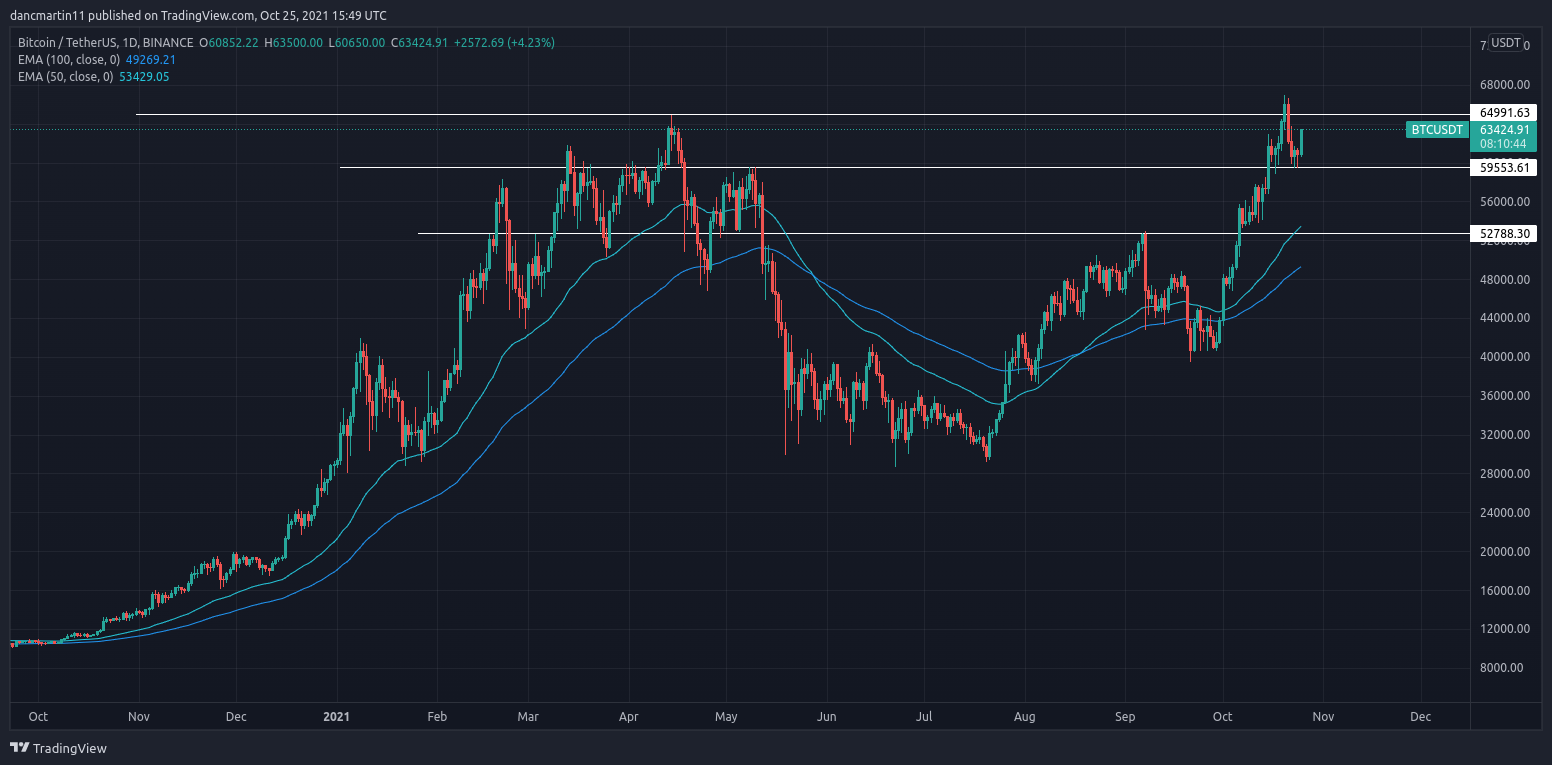 dancmartin11 published on TradingView.com, Oct 25, 2021 15:49 UTC
Bitcoin / TetherUS, 1D, BINANCE O60852.22 H63500.00 L60650.00 C63424.91 +2572.69 (+4.23%)
EMA (100, close, 0) 49269.21
EMA (50, close, 0) 53429.05
USDT
68000.00
64991.63
BTCUSDT 63424.91
08:10:44
59553.61
56000.00
52788.30
48000.00
44000.00
40000.00
36000.00
32000.00
28000.00
24000.00
20000.00
16000.00
12000.00
8000.00
Oct Nov Dec 2021 Feb Mar Apr May Jun Jul Aug Sep Oct Nov Dec
TradingView